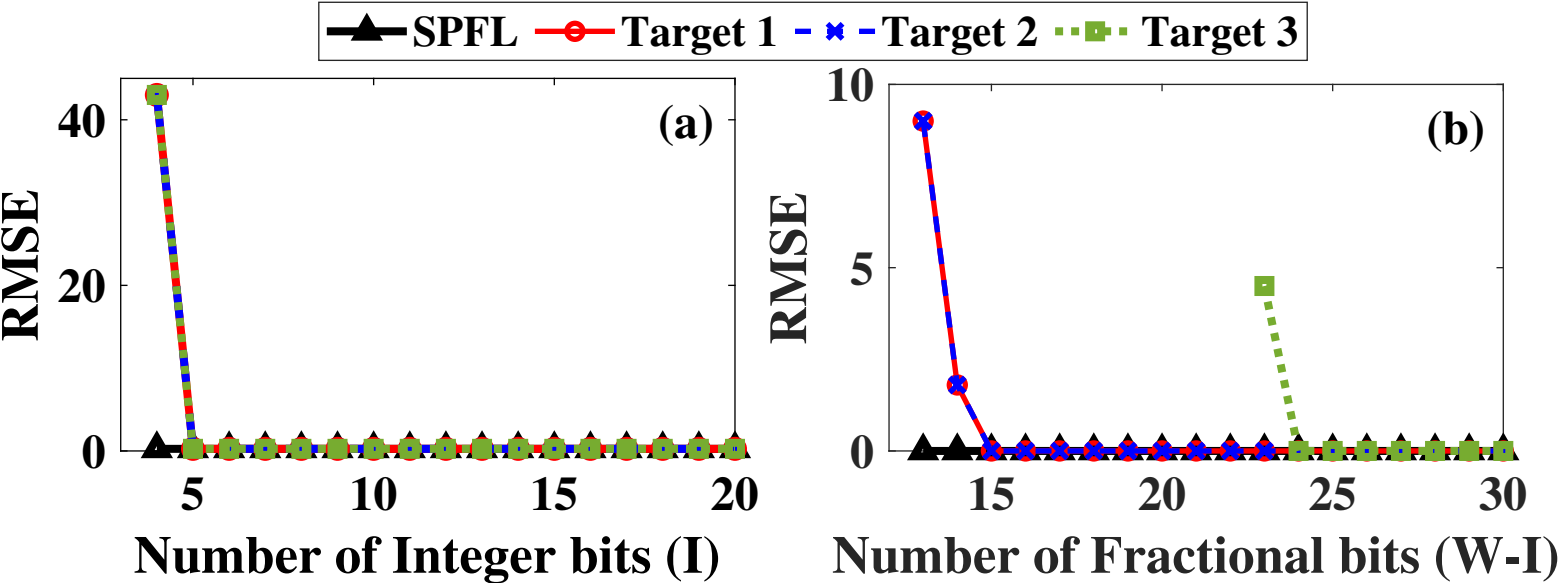 SPFL Target 1 Target 2 Target 3
(a)
RMSE
40
20
0
5 10 15 20
Number of Integer bits (I)
(b)
RMSE
10
5
0
15 20 25 30
Number of Fractional bits (W-I)